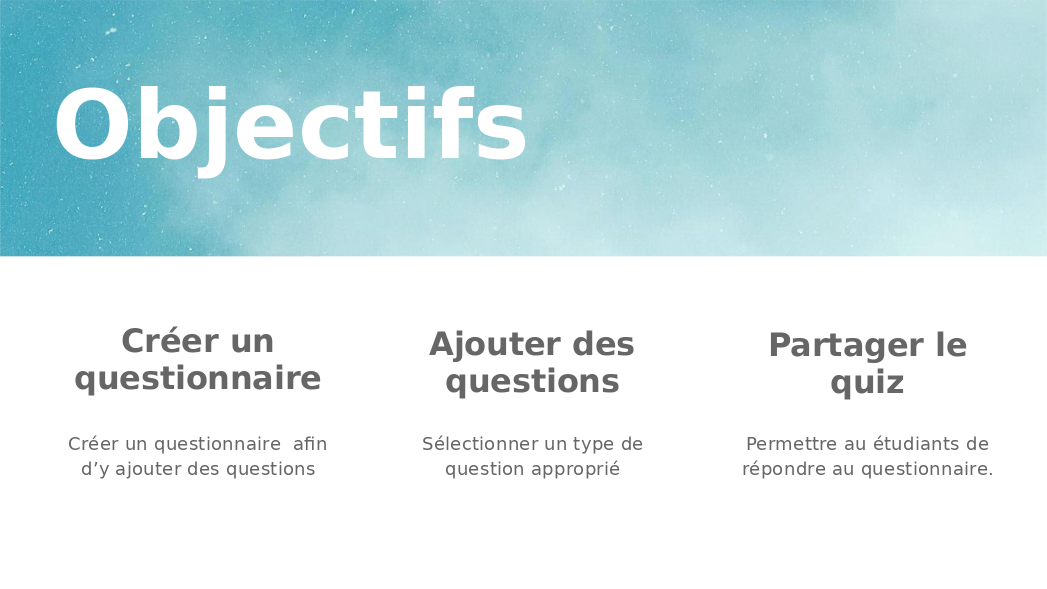 Objectifs
Créer un
questionnaire
Créer un questionnaire  afin
d’y ajouter des questions
Ajouter des
questions
Sélectionner un type de
question approprié
Partager le
quiz
Permettre au étudiants de
répondre au questionnaire.